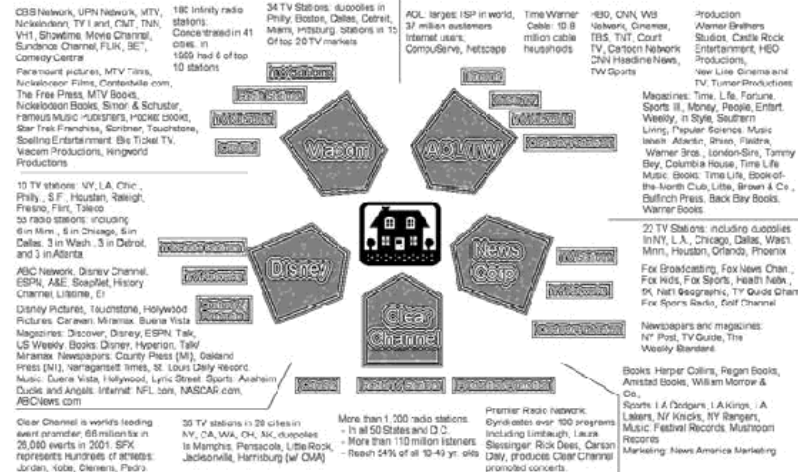 CBS Network, UPN Network, MTV,
Nickelodeon, TV Land, CNT, TNN,
VH1, Showtime, Movie Channel,
Sundance Channel, FLIX, BET,
Comedy Central
Paramount pictures, MTV Films,
Nickelodeon Films, Contentville.com,
The Free Press, MTV Books,
Nickelodeon Books, Simon & Schuster,
Famous Music Publishers, Pocket Books,
Star Trek Franchise, Scribner, Touchstone,
Spelling Entertainment, Big Ticket TV,
Viacom Productions, Kingworld
Productions
180 Infinity radio
stations:
Concentrated in 41
cities. In
1999 had 6 of top
10 stations
34 TV Stations: duopolies in
Philly, Boston, Dallas, Detroit,
Miami, Pittsburg. Stations in 15
Of top 20 TV markets
AOL: largest ISP in world,
37 million customers
Internet users;
CompuServe, Netscape
Time Warner
Cable: 10.8
million cable
households
HBO, CNN, WB
Network, Cinemax,
TBS, TNT, Court
TV, Cartoon Network
CNN Headline News,
TW Sports
Production
Warner Brothers
Studios, Castle Rock
Entertainment, HBO
Productions,
New Line Cinema and
TV, Turner Productions
Magazines: Time, Life, Fortune,
Sports Ill., Money, People, Entert.
Weekly, In Style, Southern
Living, Popular Science. Music
labels: Atlantic, Rhino, Elektra,
Warner Bros., London-Sire, Tommy
Boy, Columbia House, Time Life
Music. Books: Time Life, Book-of-
the-Month Club, Little, Brown & Co.,
Bulfinch Press, Back Bay Books,
Warner Books
Viacom
AOL/TW
10 TV stations: NY, LA, Chic.,
Philly., S.F., Houston, Raleigh,
Fresno, Flint, Toledo
53 radio stations: including
6 in Minn., 5 in Chicago, 5 in
Dallas, 3 in Wash., 3 in Detroit,
and 3 in Atlanta
ABC Network, Disney Channel,
ESPN, A&E, SoapNet, History
Channel, Lifetime, E!
Disney Pictures, Touchstone, Hollywood
Pictures, Caravan, Miramax, Buena Vista
Magazines: Discover, Disney, ESPN, Talk,
US Weekly. Books: Disney, Hyperion, Talk/
Miramax. Newspapers: County Press (MI), Oakland
Press (MI), Narragansett Times, St. Louis Daily Record.
Music: Buena Vista, Hollywood, Lyric Street. Sports: Anaheim
Ducks and Angels. Internet: NFL.com, NASCAR.com,
ABCNews.com
Disney
News
Corp
Clear
Channel
22 TV Stations: including duopolies
In NY, L.A., Chicago, Dallas, Wash.
Minn., Houston, Orlando, Phoenix
Fox Broadcasting, Fox News Chan.,
Fox Kids, Fox Sports, Health Netw.,
FX, Nat'l Geographic, TV Guide Chan.
Fox Sports Radio, Golf Channel
Newspapers and magazines:
NY Post, TV Guide, The
Weekly Standard
Books: Harper Collins, Regan Books,
Amistad Books, William Morrow &
Co.,
Sports: LA Dodgers, LA Kings, LA
Lakers, NY Knicks, NY Rangers,
Music: Festival Records, Mushroom
Records
Marketing: News America Marketing
Clear Channel is world's leading
event promoter, 66 million tix in
26,000 events in 2001. SFX
represents hundreds of athletes:
Jordan, Kobe, Clemens, Pedro
36 TV stations in 28 cities in
NY, CA, WA, OH, AK, duopolies
In Memphis, Pensacola, Little Rock,
Jacksonville, Harrisburg (w/ CMA)
More than 1,200 radio stations
- In all 50 States and D.C.
- More than 110 million listeners
- Reach 54% of all 18-49 yr. olds
Premier Radio Network:
Syndicates over 100 programs
Including Limbaugh, Laura
Slessinger, Rick Dees, Carson
Daly, produces Clear Channel
promoted concerts.